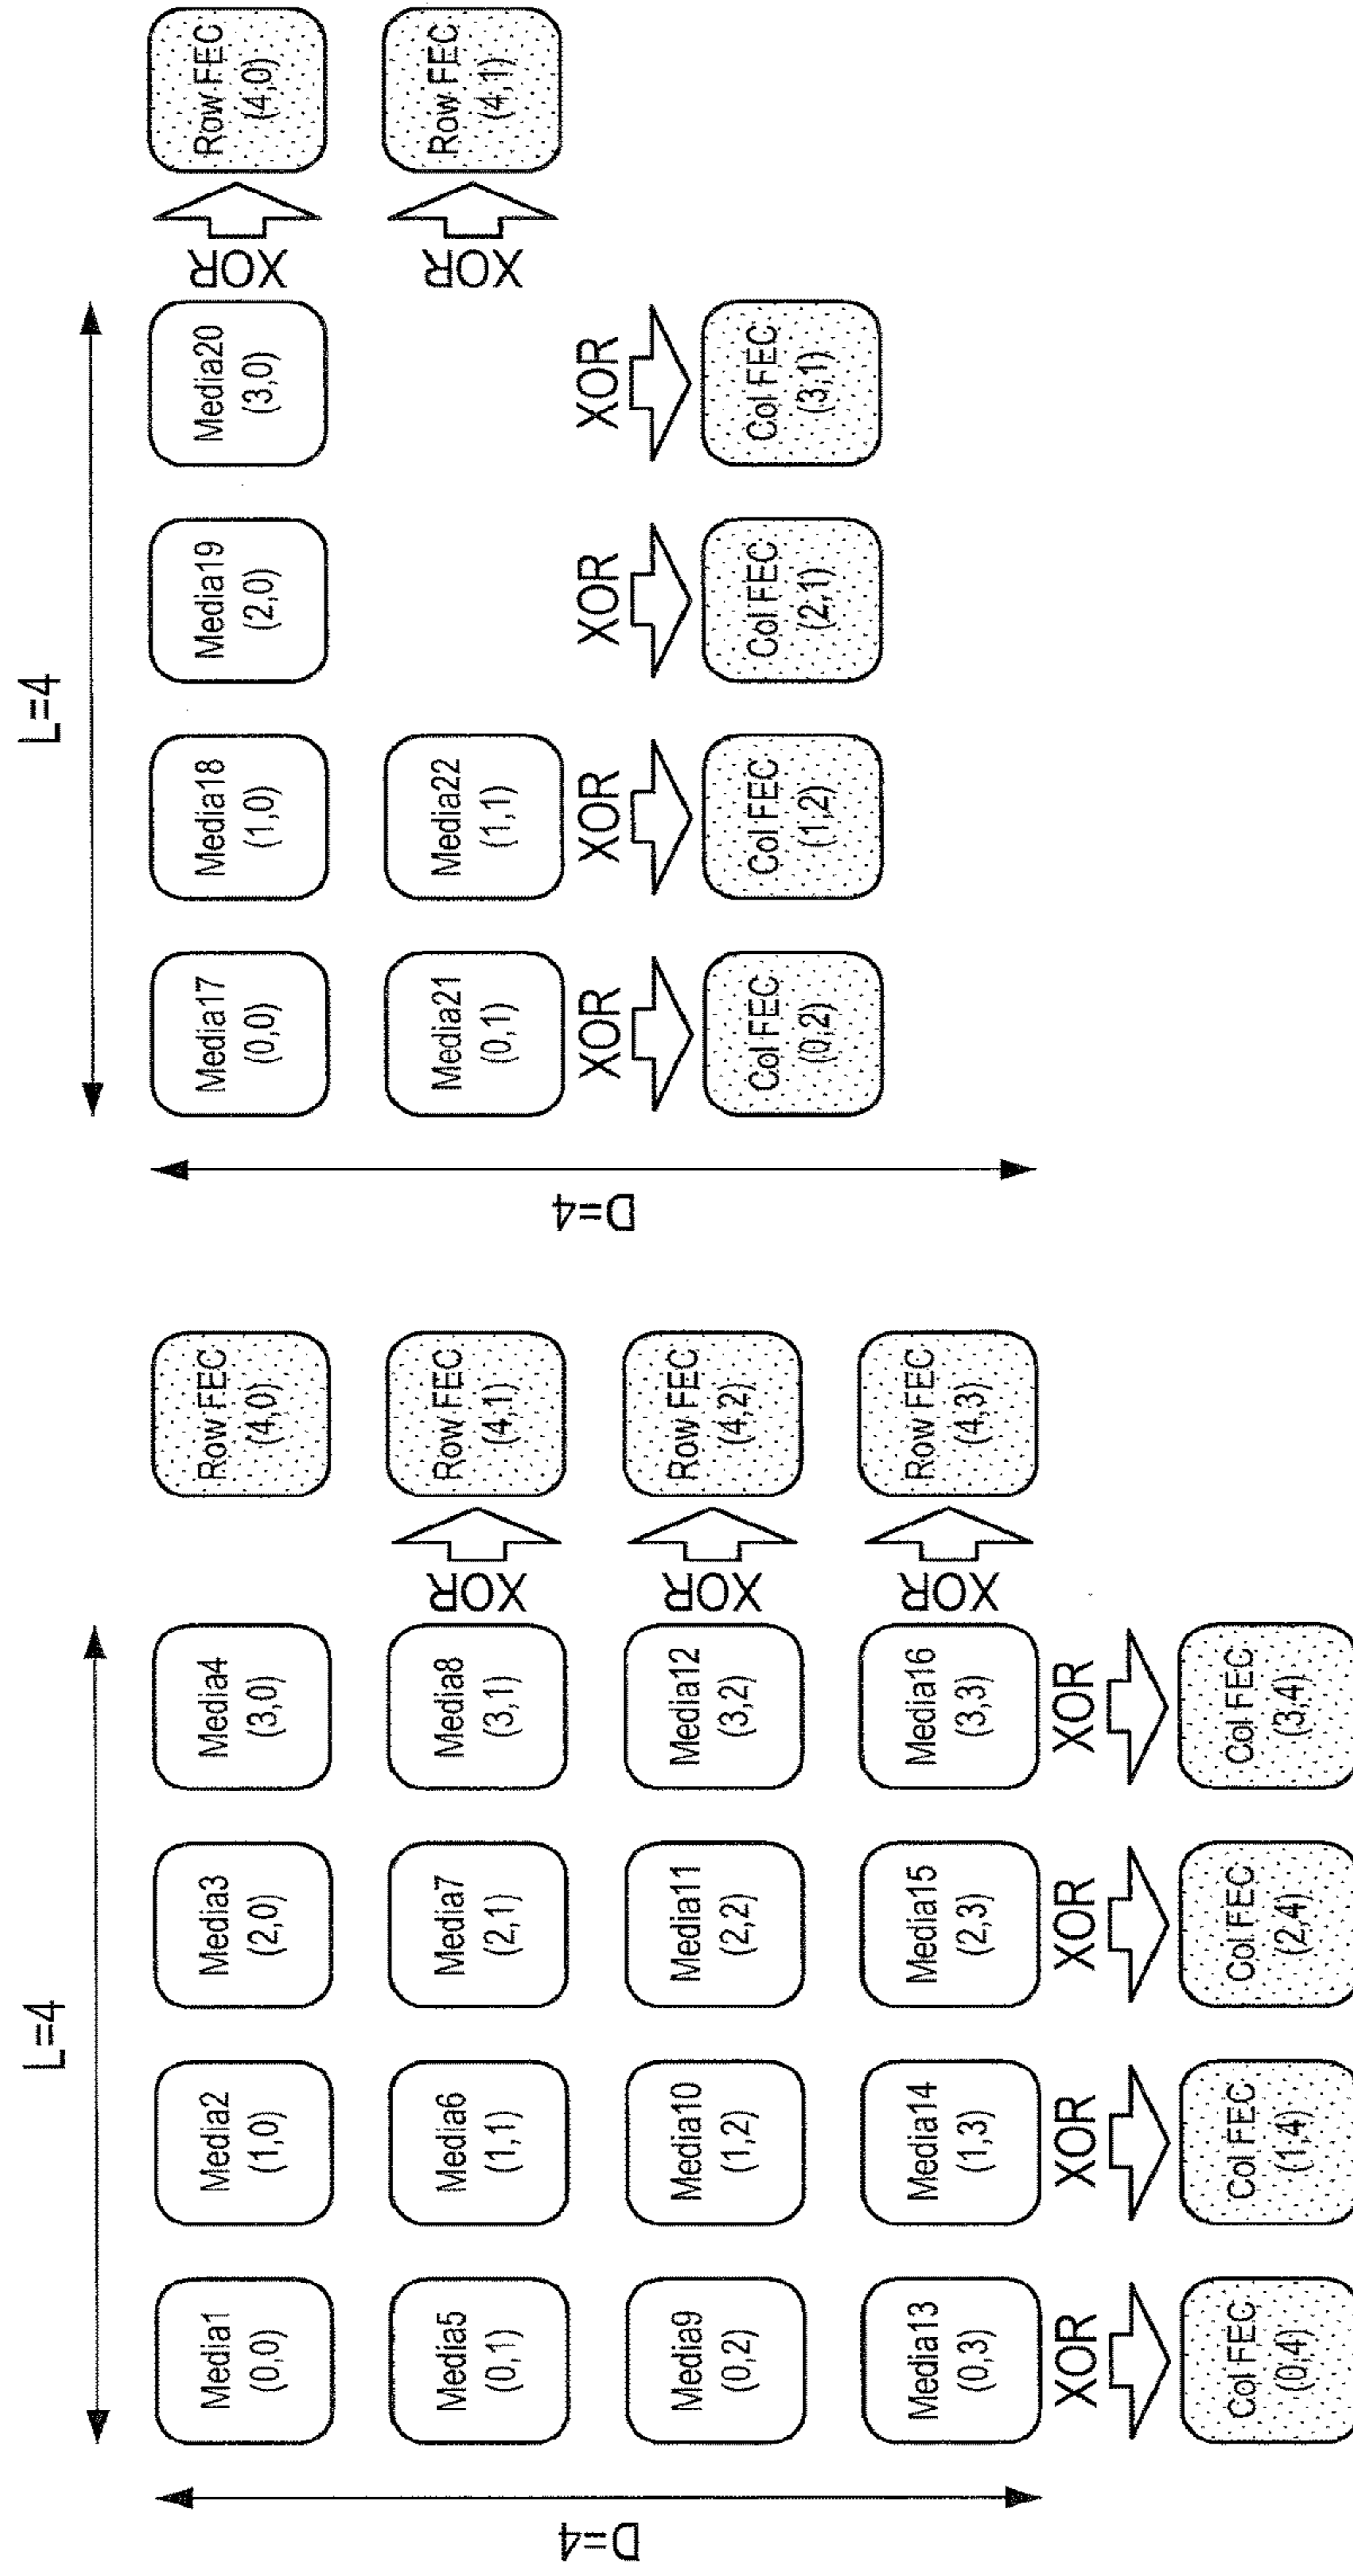 L=4
D=4
Media1
(0,0)
Media2
(1,0)
Media3
(2,0)
Media4
(3,0)
Row FEC
(4,0)
Media5
(0,1)
Media6
(1,1)
Media7
(2,1)
Media8
(3,1)
XOR
Row FEC
(4,1)
Media9
(0,2)
Media10
(1,2)
Media11
(2,2)
Media12
(3,2)
XOR
Row FEC
(4,2)
Media13
(0,3)
Media14
(1,3)
Media15
(2,3)
Media16
(3,3)
XOR
Row FEC
(4,3)
XOR
XOR
XOR
XOR
Col FEC
(0,4)
Col FEC
(1,4)
Col FEC
(2,4)
Col FEC
(3,4)
L=4
D=4
Media17
(0,0)
Media18
(1,0)
Media19
(2,0)
Media20
(3,0)
XOR
Row FEC
(4,0)
Media21
(0,1)
Media22
(1,1)
XOR
Row FEC
(4,1)
XOR
XOR
XOR
XOR
Col FEC
(0,2)
Col FEC
(1,2)
Col FEC
(2,1)
Col FEC
(3,1)